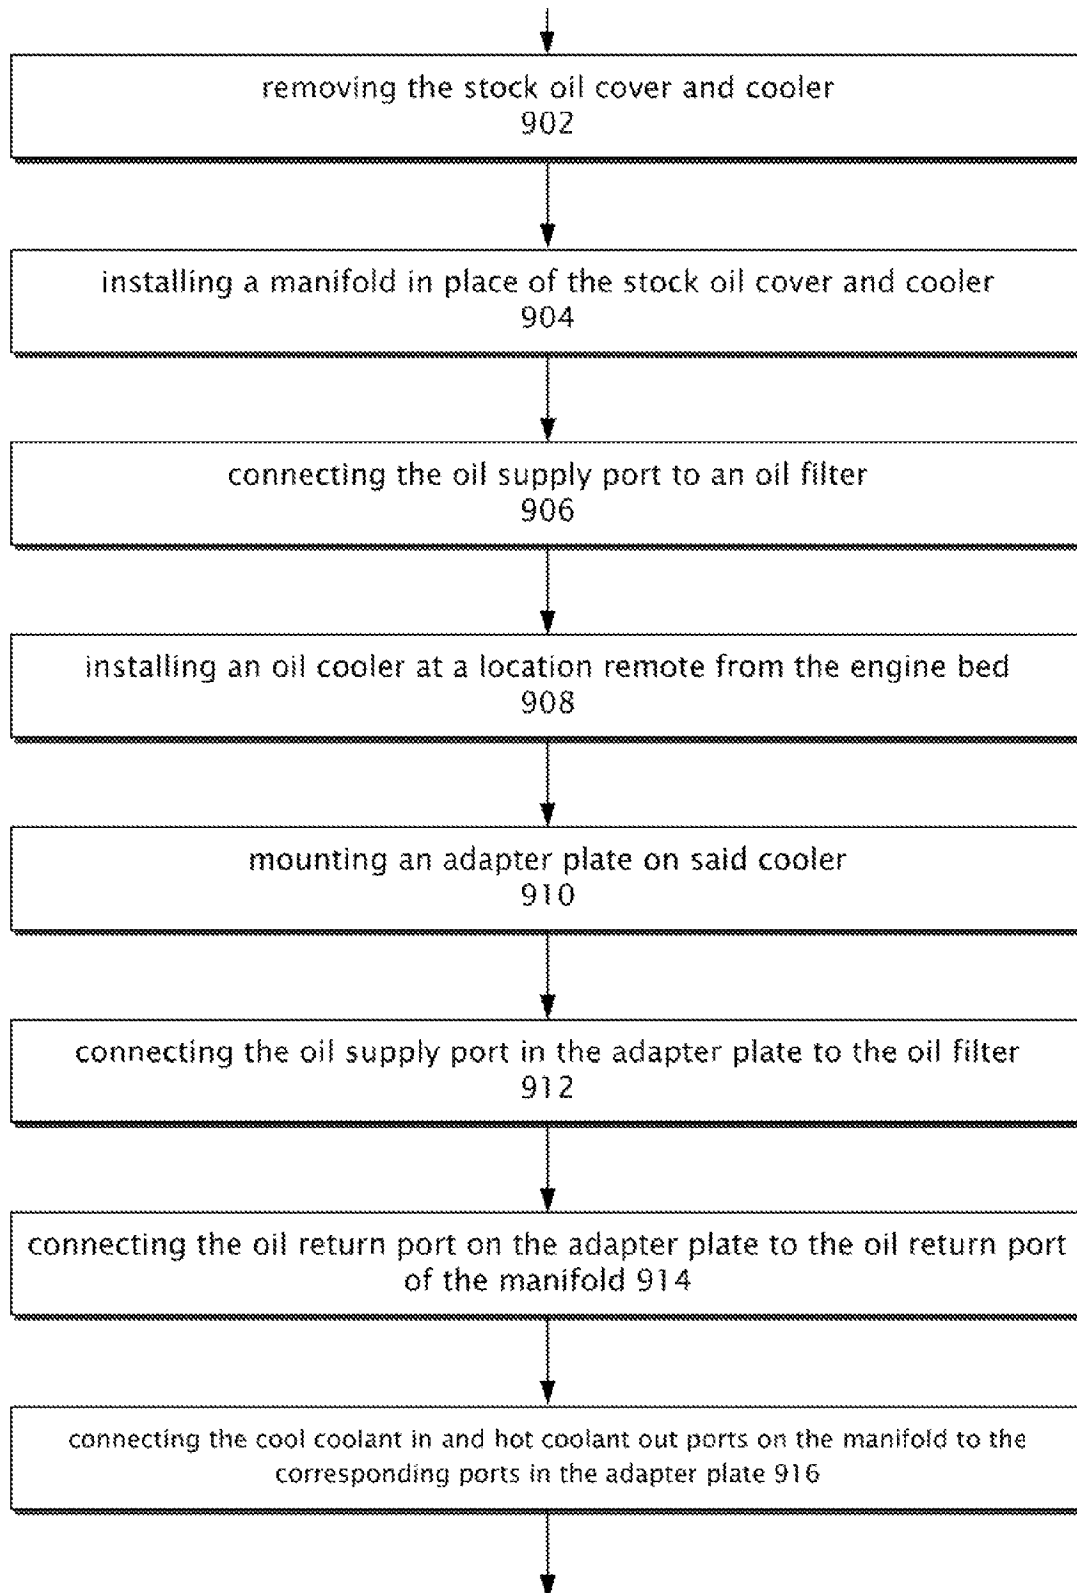 removing the stock oil cover and cooler
902
installing a manifold in place of the stock oil cover and cooler
904
connecting the oil supply port to an oil filter
906
installing an oil cooler at a location remote from the engine bed
908
mounting an adapter plate on said cooler
910
connecting the oil supply port in the adapter plate to the oil filter
912
connecting the oil return port on the adapter plate to the oil return port
of the manifold 914
connecting the cool coolant in and hot coolant out ports on the manifold to the
corresponding ports in the adapter plate 916